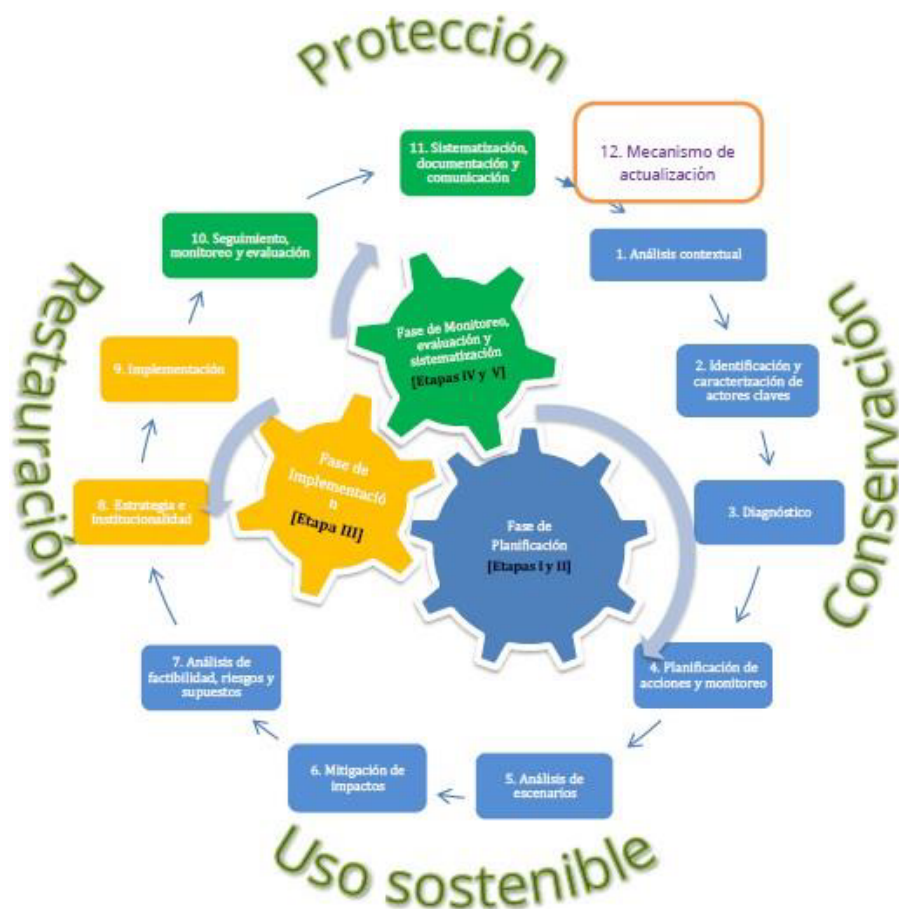 Protección
11. Sistematización,
documentación y
comunicación
12. Mecanismo de
actualización
10. Seguimiento,
monitoreo y evaluación
1. Análisis contextual
Restauración
Conservación
Fase de Monitoreo,
evaluación y
sistematización
[Etapas IV y V]
9. Implementación
2. Identificación y
caracterización de
actores claves
Fase de
Implementació
n
[Etapa III]
8. Estrategia e
Institucionalidad
3. Diagnóstico
Fase de
Planificación
[Etapas I y II]
7. Análisis de
factibilidad, riesgos y
supuestos
4. Planificación de
acciones y monitoreo
6. Mitigación de
impactos
5. Análisis de
escenarios
Uso sostenible